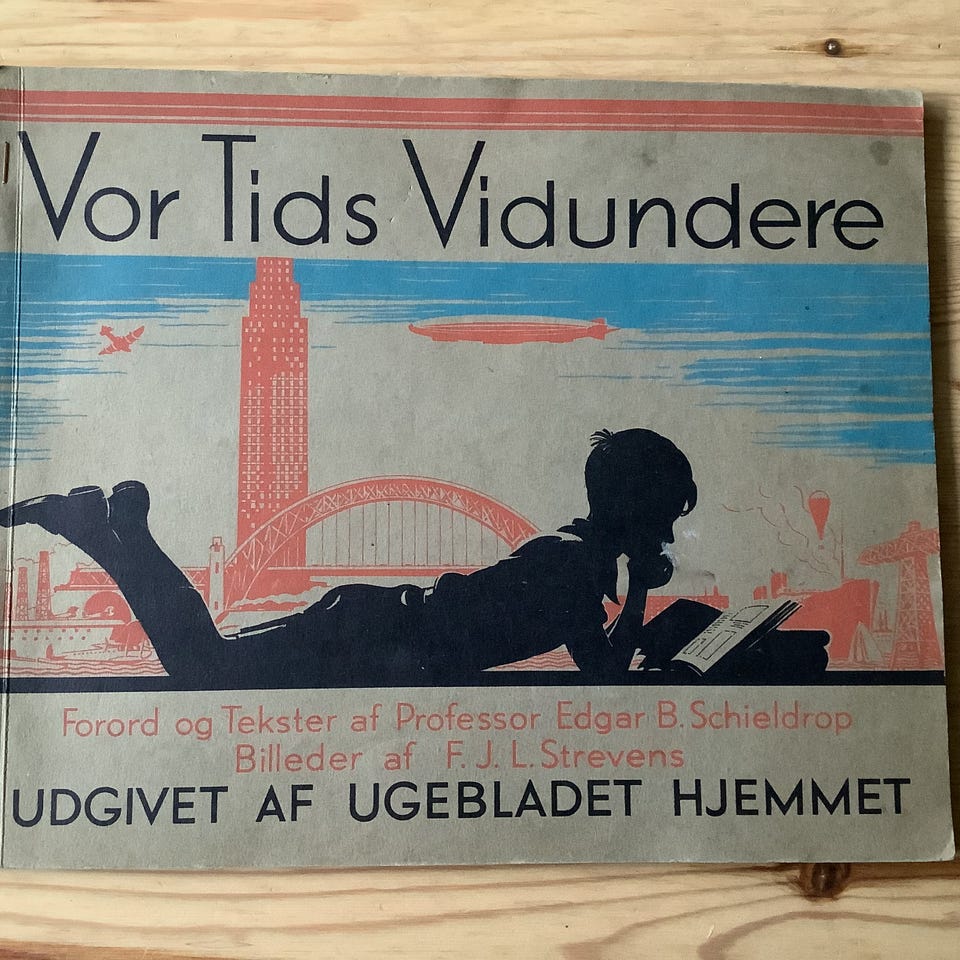 Vor Tids Vidundere
Forord og Tekster af Professor Edgar B. Schieldrop
Billeder af F. J. L. Strevens
UDGIVET AF UGEBLADET HJEMMET